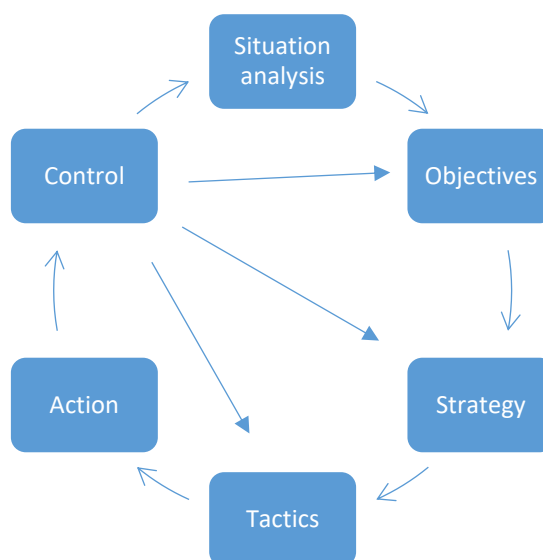 Situation
analysis
Control
Objectives
Action
Strategy
Tactics